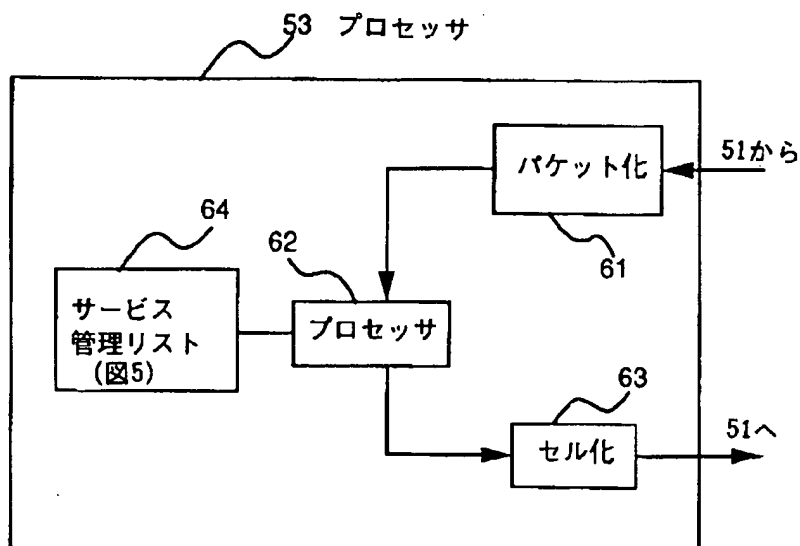 53 プロセッサ
パケット化
51から
61
64
62
サービス
管理リスト
(図5)
プロセッサ
63
セル化
51へ